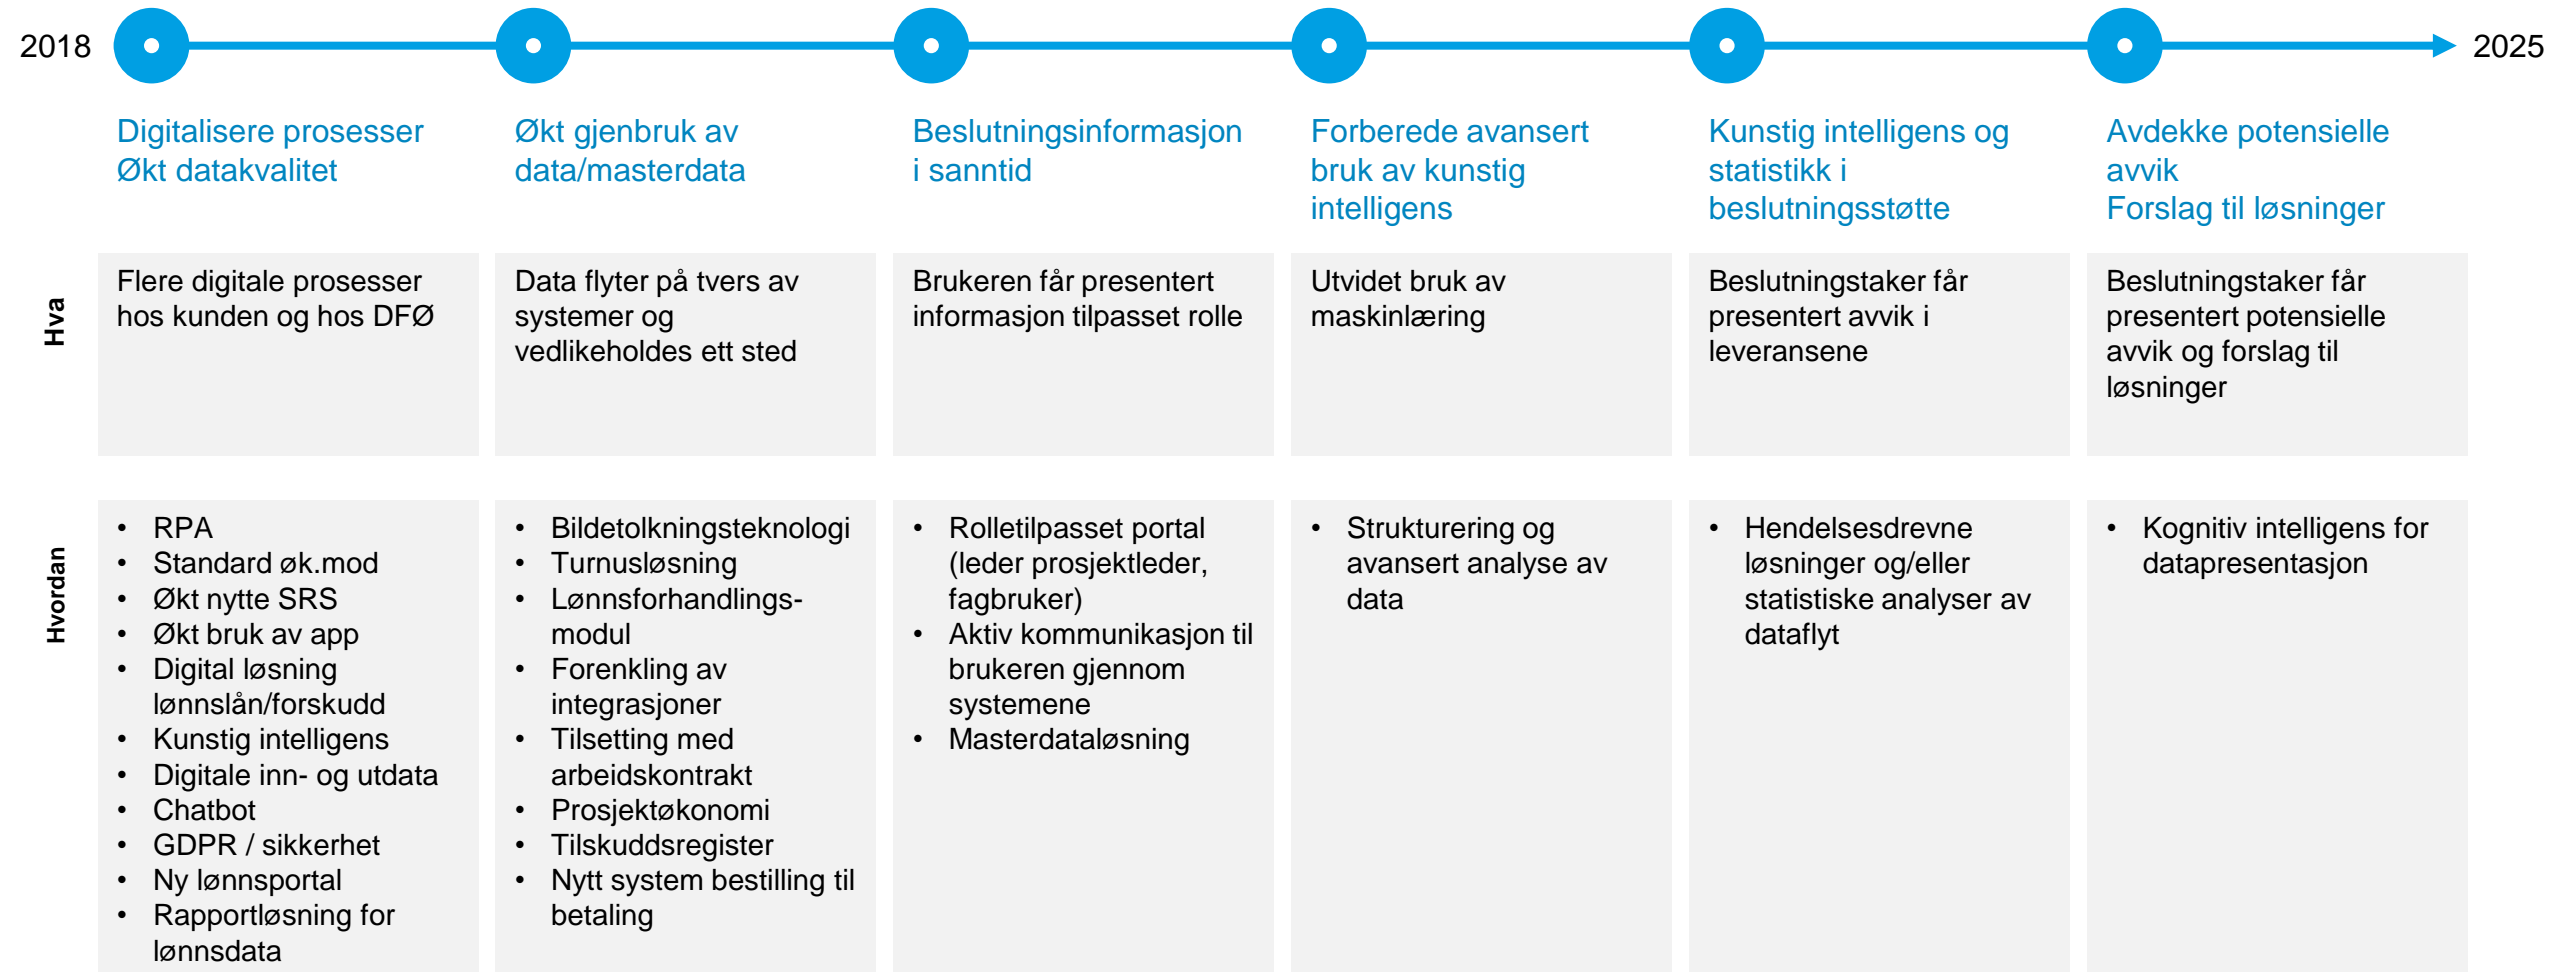 2018
2025
Digitalisere prosesser
Økt datakvalitet
Økt gjenbruk av
data/masterdata
Beslutningsinformasjon
i sanntid
Forberede avansert
bruk av kunstig
intelligens
Kunstig intelligens og
statistikk i
beslutningsstøtte
Avdekke potensielle
avvik
Forslag til løsninger
Hva
Flere digitale prosesser
hos kunden og hos DFØ
Data flyter på tvers av
systemer og
vedlikeholdes ett sted
Brukeren får presentert
informasjon tilpasset rolle
Utvidet bruk av
maskinlæring
Beslutningstaker får
presentert avvik i
leveransene
Beslutningstaker får
presentert potensielle
avvik og forslag til
løsninger
Hvordan
• RPA
• Standard øk.mod
• Økt nytte SRS
• Økt bruk av app
• Digital løsning
lønnslån/forskudd
• Kunstig intelligens
• Digitale inn- og utdata
• Chatbot
• GDPR / sikkerhet
• Ny lønnsportal
• Rapportløsning for
lønnsdata
• Bildetolkningsteknologi
• Turnusløsning
• Lønnsforhandlings-
modul
• Forenkling av
integrasjoner
• Tilsetting med
arbeidskontrakt
• Prosjektøkonomi
• Tilskuddsregister
• Nytt system bestilling til
betaling
• Rolletilpasset portal
(leder prosjektleder,
fagbruker)
• Aktiv kommunikasjon til
brukeren gjennom
systemene
• Masterdataløsning
• Strukturering og
avansert analyse av
data
• Hendelsesdrevne
løsninger og/eller
statistiske analyser av
dataflyt
• Kognitiv intelligens for
datapresentasjon